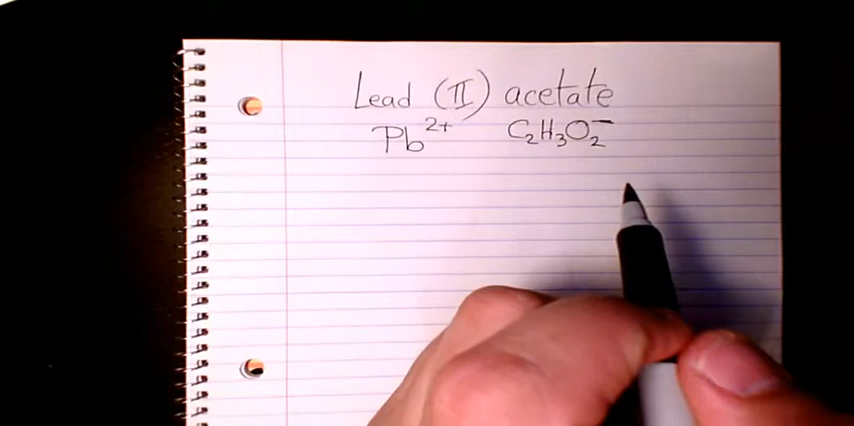 Lead (II) acetate
Pb²⁺ C₂H₃O₂⁻